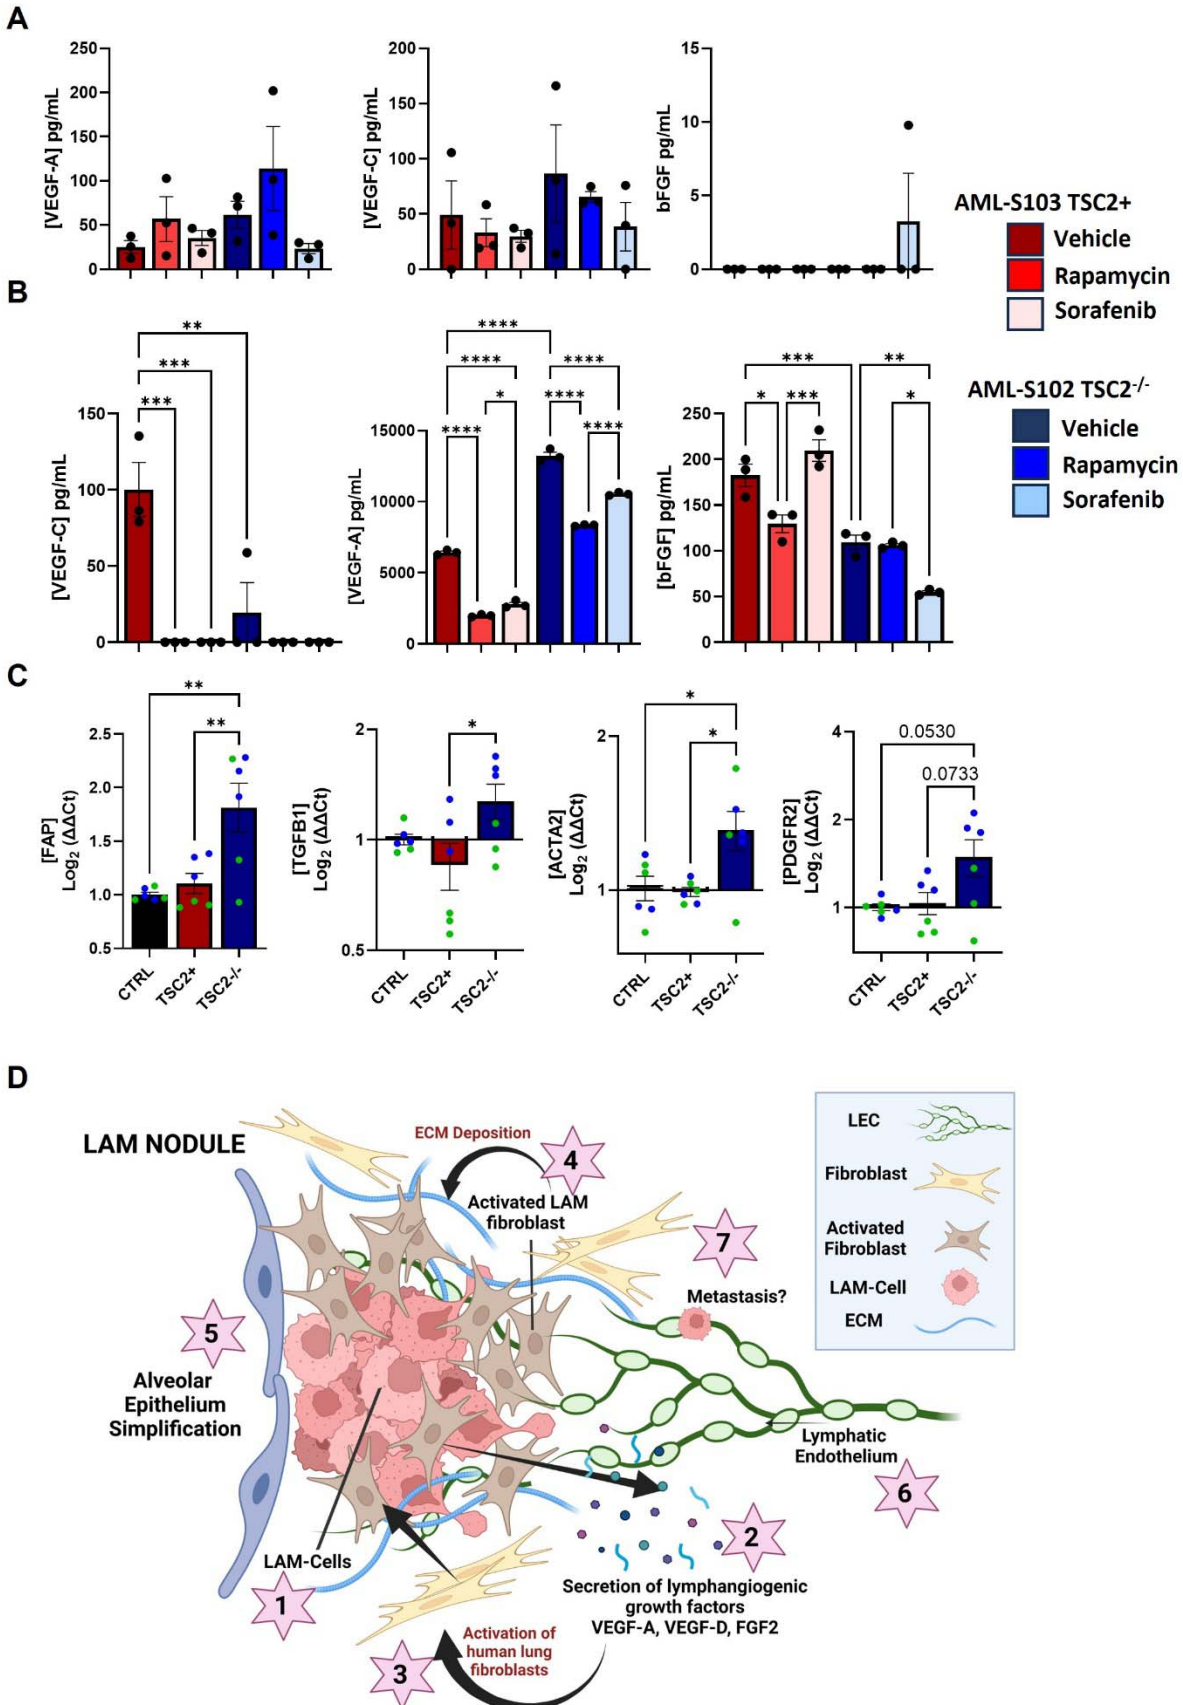 A
[VEGF-A] pg/mL
250
200
150
100
50
0
[VEGF-C] pg/mL
200
150
100
50
0
bFGF pg/mL
15
10
5
0
AML-S103 TSC2+
Vehicle
Rapamycin
Sorafenib
AML-S102 TSC2-/-
Vehicle
Rapamycin
Sorafenib
B
[VEGF-C] pg/mL
150
100
50
0
**
***
***
[VEGF-A] pg/mL
15000
10000
5000
0
****
****
****
*
****
****
****
[bFGF] pg/mL
250
200
150
100
50
0
***
**
*
***
*
C
[FAP]
Log2 (ΔΔCt)
2.5
2.0
1.5
1.0
0.5
**
**
CTRL
TSC2+
TSC2-/-
[TGFB1]
Log2 (ΔΔCt)
2
1
0.5
*
CTRL
TSC2+
TSC2-/-
[ACTA2]
Log2 (ΔΔCt)
2
1
*
*
CTRL
TSC2+
TSC2-/-
[PDGFR2]
Log2 (ΔΔCt)
4
2
1
0.0530
0.0733
CTRL
TSC2+
TSC2-/-
D
LAM NODULE
ECM Deposition
4
Activated LAM
fibroblast
7
Metastasis?
5
Alveolar
Epithelium
Simplification
Lymphatic
Endothelium
6
LAM-Cells
1
2
Secretion of lymphangiogenic
growth factors
VEGF-A, VEGF-D, FGF2
Activation of
human lung
fibroblasts
3
LEC
Fibroblast
Activated
Fibroblast
LAM-Cell
ECM